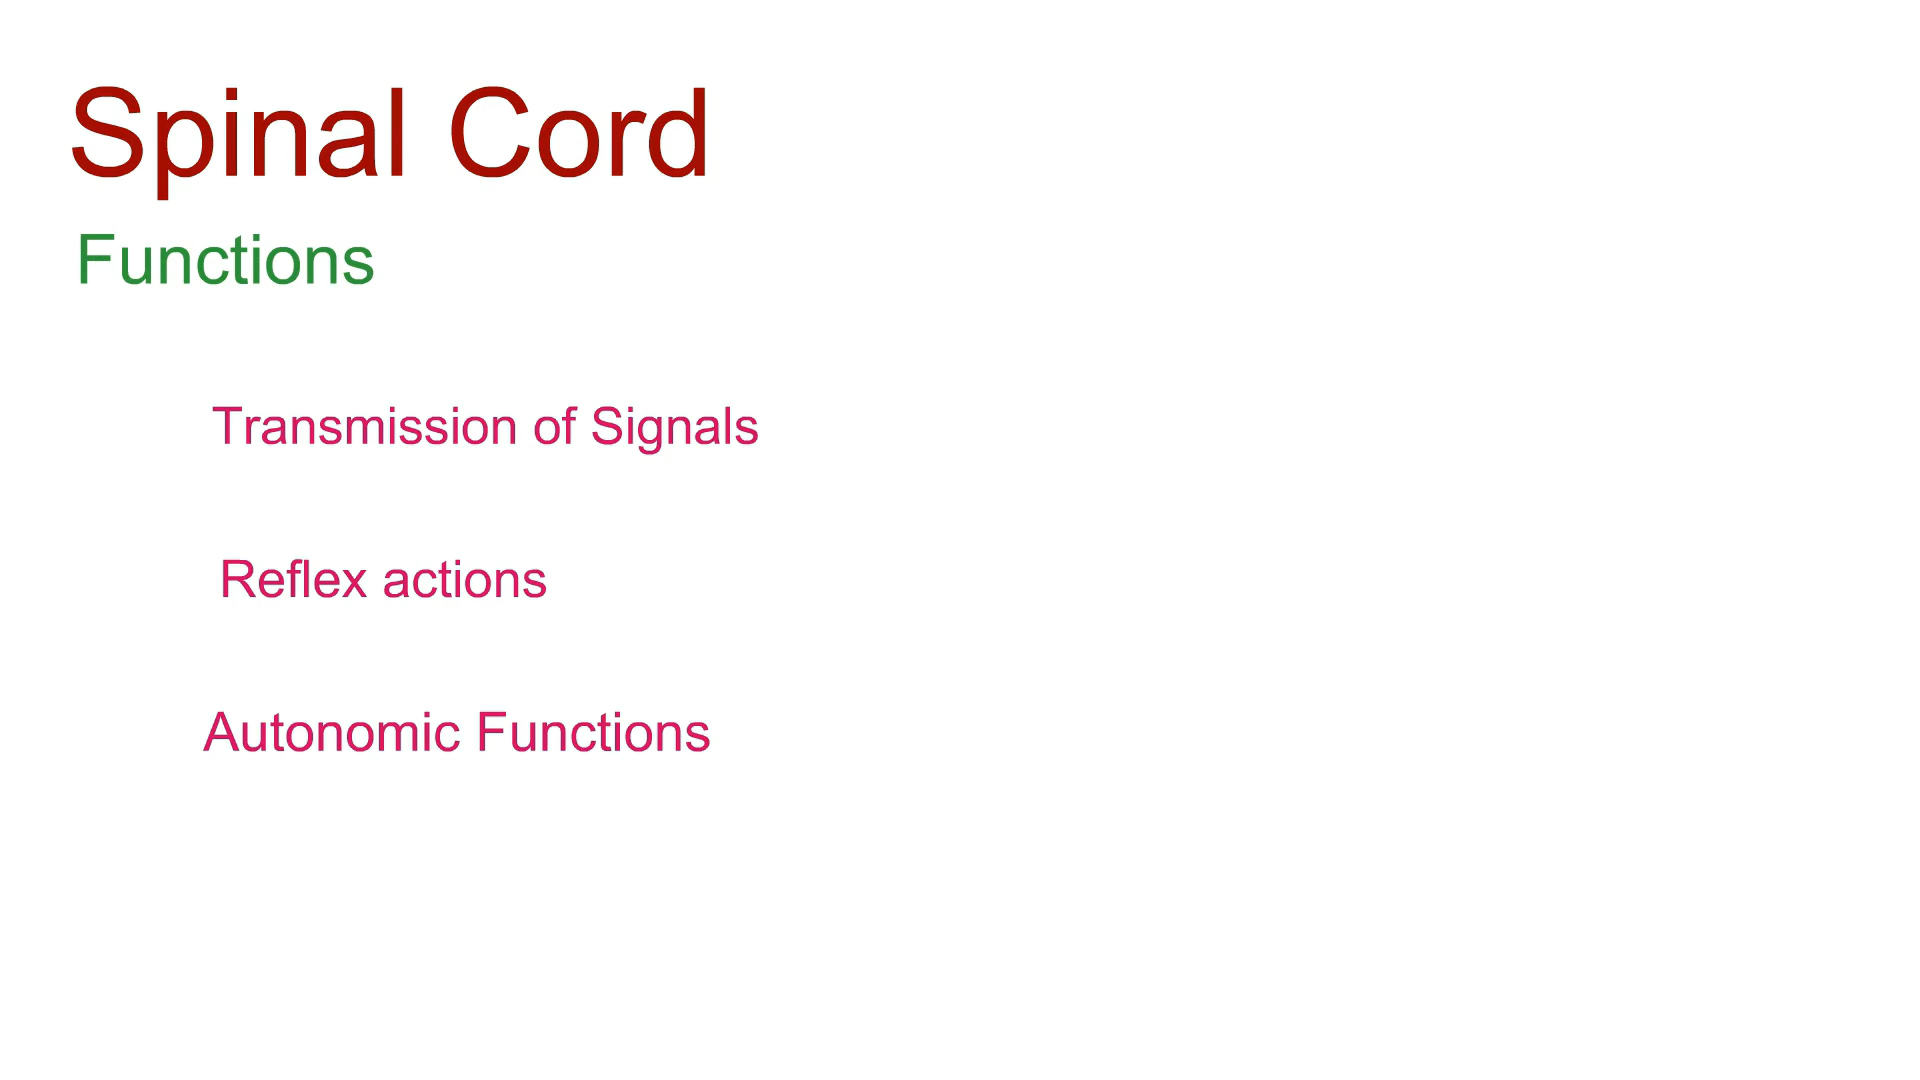 Spinal Cord
Functions
Transmission of Signals
Reflex actions
Autonomic Functions